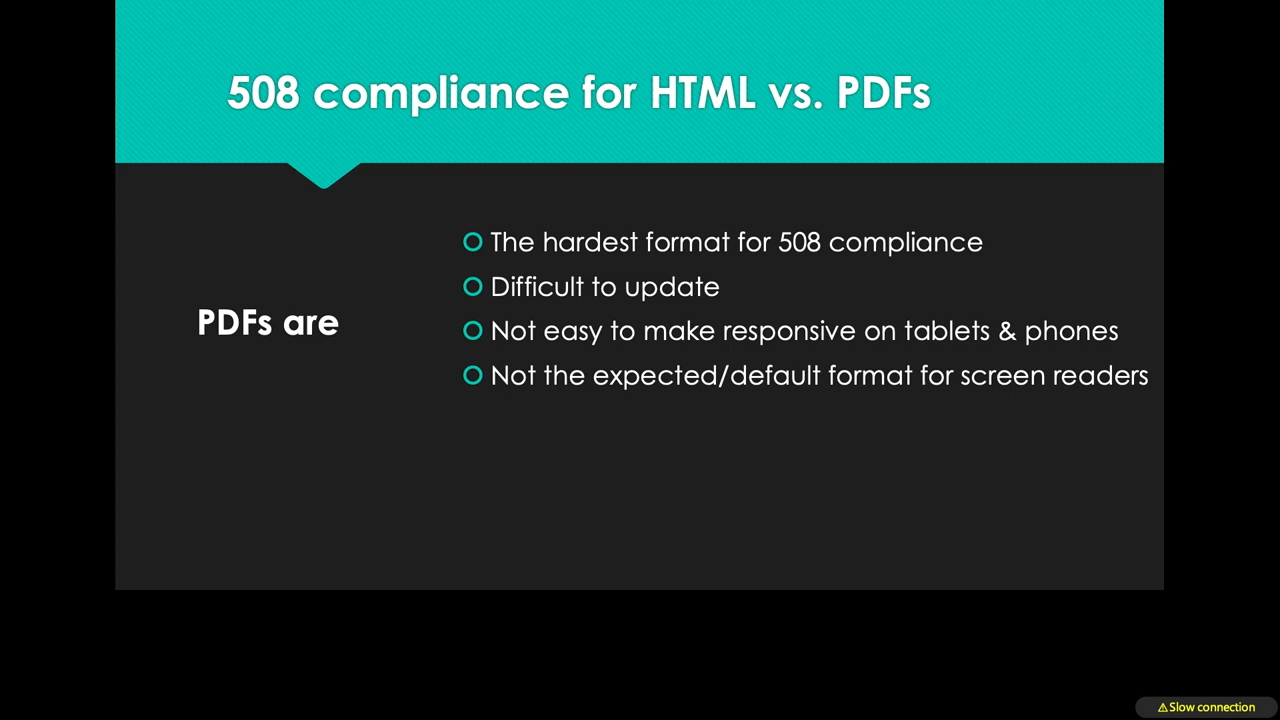 508 compliance for HTML vs. PDFs
PDFs are
The hardest format for 508 compliance
Difficult to update
Not easy to make responsive on tablets & phones
Not the expected/default format for screen readers
⚠Slow connection